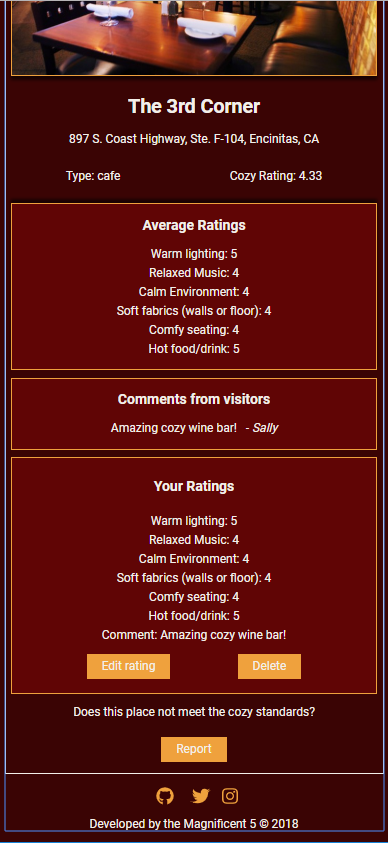 The 3rd Corner
897 S. Coast Highway, Ste. F-104, Encinitas, CA
Type: cafe Cozy Rating: 4.33
Average Ratings
Warm lighting: 5
Relaxed Music: 4
Calm Environment: 4
Soft fabrics (walls or floor): 4
Comfy seating: 4
Hot food/drink: 5
Comments from visitors
Amazing cozy wine bar! - Sally
Your Ratings
Warm lighting: 5
Relaxed Music: 4
Calm Environment: 4
Soft fabrics (walls or floor): 4
Comfy seating: 4
Hot food/drink: 5
Comment: Amazing cozy wine bar!
Edit rating Delete
Does this place not meet the cozy standards?
Report
Developed by the Magnificent 5 © 2018